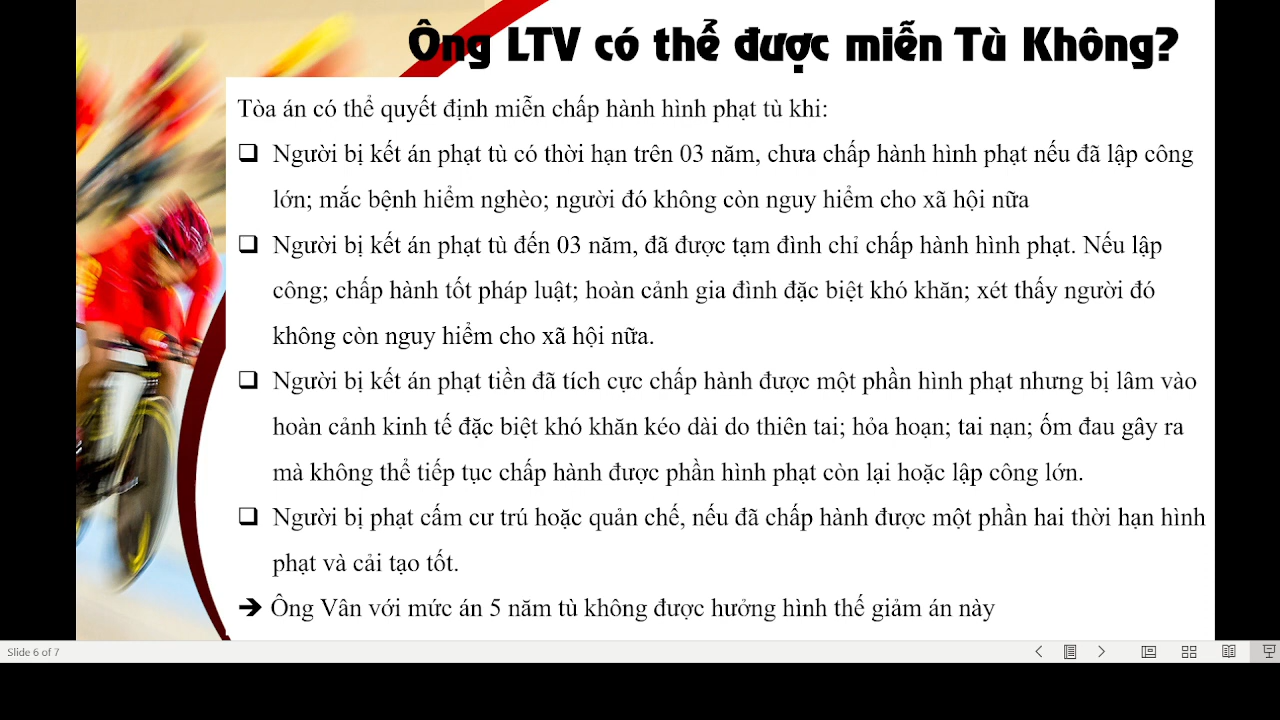 Ông LTV có thể được miễn Tù Không?
Tòa án có thể quyết định miễn chấp hành hình phạt tù khi:
❑ Người bị kết án phạt tù có thời hạn trên 03 năm, chưa chấp hành hình phạt nếu đã lập công
lớn; mắc bệnh hiểm nghèo; người đó không còn nguy hiểm cho xã hội nữa
❑ Người bị kết án phạt tù đến 03 năm, đã được tạm đình chỉ chấp hành hình phạt. Nếu lập
công; chấp hành tốt pháp luật; hoàn cảnh gia đình đặc biệt khó khăn; xét thấy người đó
không còn nguy hiểm cho xã hội nữa.
❑ Người bị kết án phạt tiền đã tích cực chấp hành được một phần hình phạt nhưng bị lâm vào
hoàn cảnh kinh tế đặc biệt khó khăn kéo dài do thiên tai; hỏa hoạn; tai nạn; ốm đau gây ra
mà không thể tiếp tục chấp hành được phần hình phạt còn lại hoặc lập công lớn.
❑ Người bị phạt cấm cư trú hoặc quản chế, nếu đã chấp hành được một phần hai thời hạn hình
phạt và cải tạo tốt.
➔ Ông Vân với mức án 5 năm tù không được hưởng hình thế giảm án này
Slide 6 of 7